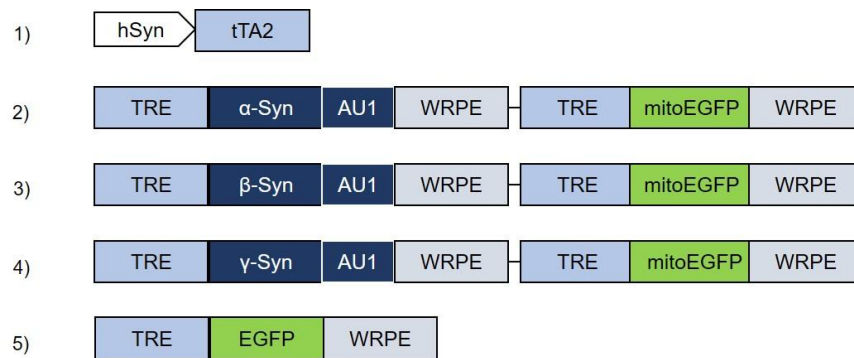 1) hSyn tTA2
2) TRE α-Syn AU1 WRPE TRE mitoEGFP WRPE
3) TRE β-Syn AU1 WRPE TRE mitoEGFP WRPE
4) TRE γ-Syn AU1 WRPE TRE mitoEGFP WRPE
5) TRE EGFP WRPE